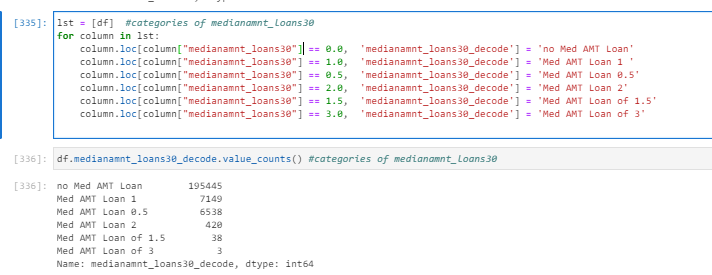 [335]: lst = [df]  #categories of medianamnt_loans30
for column in lst:
    column.loc[column["medianamnt_loans30"] == 0.0,  'medianamnt_loans30_decode'] = 'no Med AMT Loan'
    column.loc[column["medianamnt_loans30"] == 1.0,  'medianamnt_loans30_decode'] = 'Med AMT Loan 1 '
    column.loc[column["medianamnt_loans30"] == 0.5,  'medianamnt_loans30_decode'] = 'Med AMT Loan 0.5'
    column.loc[column["medianamnt_loans30"] == 2.0,  'medianamnt_loans30_decode'] = 'Med AMT Loan 2'
    column.loc[column["medianamnt_loans30"] == 1.5,  'medianamnt_loans30_decode'] = 'Med AMT Loan of 1.5'
    column.loc[column["medianamnt_loans30"] == 3.0,  'medianamnt_loans30_decode'] = 'Med AMT Loan of 3'
[336]: df.medianamnt_loans30_decode.value_counts() #categories of medianamnt_loans30
[336]: no Med AMT Loan        195445
Med AMT Loan 1           7149
Med AMT Loan 0.5         6538
Med AMT Loan 2            420
Med AMT Loan of 1.5        38
Med AMT Loan of 3           3
Name: medianamnt_loans30_decode, dtype: int64